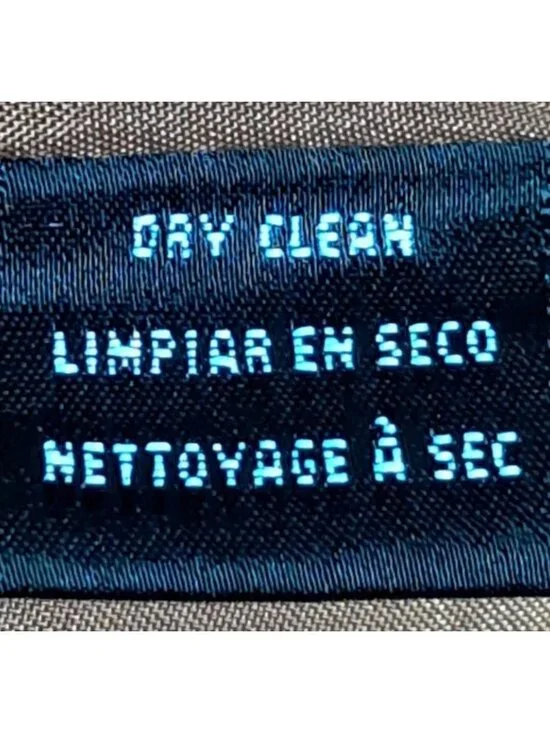 DRY CLEAN
LIMPIAR EN SECO
NETTOYAGE À SEC